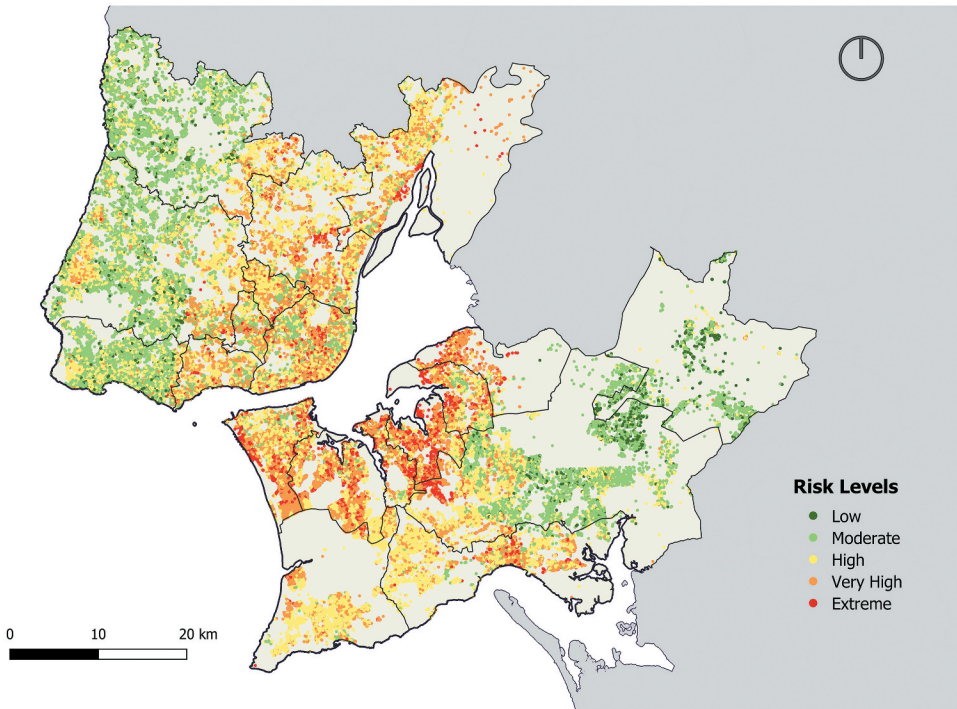 Risk Levels
Low
Moderate
High
Very High
Extreme
0 10 20 km